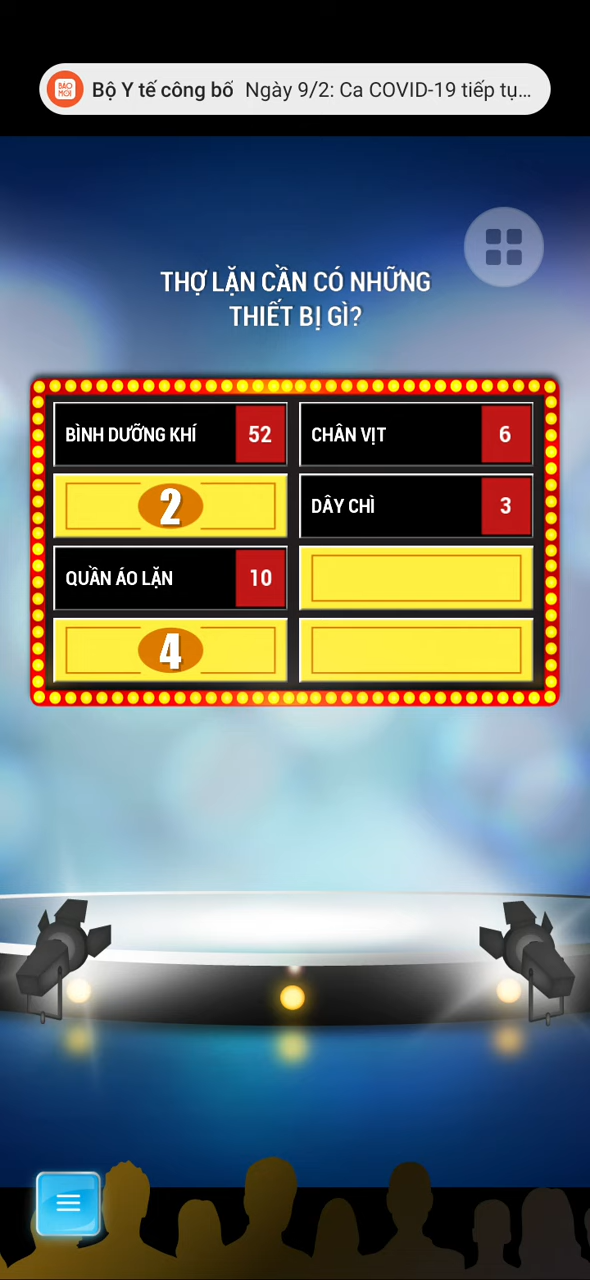 BÁO
MỚI
Bộ Y tế công bố Ngày 9/2: Ca COVID-19 tiếp tụ...
THỢ LẶN CẦN CÓ NHỮNG
THIẾT BỊ GÌ?
BÌNH DƯỠNG KHÍ 52
CHÂN VỊT 6
2
DÂY CHÌ 3
QUẦN ÁO LẶN 10
4